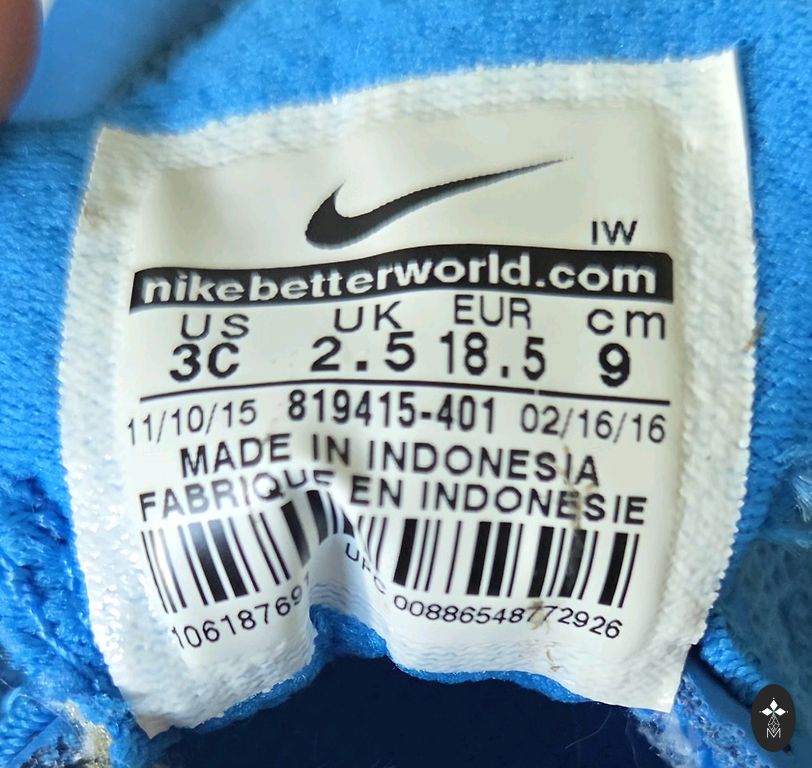 IW
nikebetterworld.com
US UK EUR cm
3C 2.5 18.5 9
11/10/15 819415-401 02/16/16
MADE IN INDONESIA
FABRIQUE EN INDONESIE
UPC 00886548772926
M